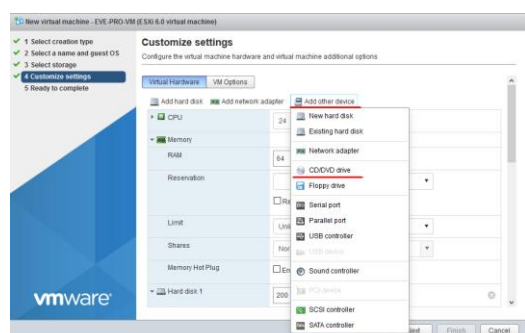 New virtual machine - EVE-PRO-VM (ESXi 6.0 virtual machine)
1 Select creation type
2 Select a name and guest OS
3 Select storage
4 Customize settings
5 Ready to complete
Customize settings
Configure the virtual machine hardware and virtual machine additional options
Virtual Hardware VM Options
Add hard disk Add network adapter Add other device
CPU 24
Memory
RAM 64
Reservation
Limit
Shares
Memory Hot Plug
Hard disk 1 200
New hard disk
Existing hard disk
Network adapter
CD/DVD drive
Floppy drive
Serial port
Parallel port
USB controller
USB device
Sound controller
PCI device
SCSI controller
SATA controller
vmware
Finish Cancel